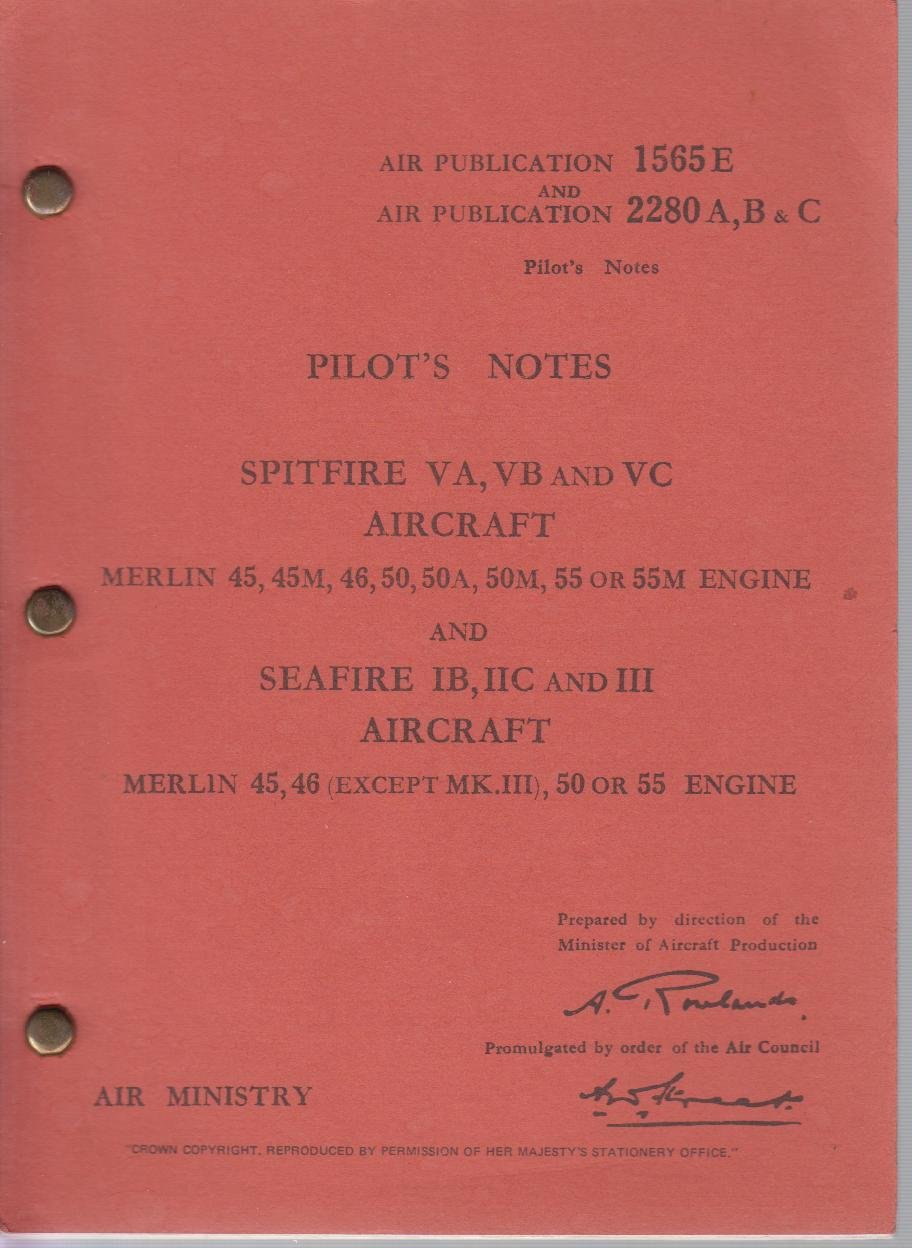 AIR PUBLICATION 1565E
AND
AIR PUBLICATION 2280 A, B & C
Pilot's Notes
PILOT'S NOTES
SPITFIRE VA, VB AND VC
AIRCRAFT
MERLIN 45, 45M, 46, 50, 50A, 50M, 55 OR 55M ENGINE
AND
SEAFIRE IB, IIC AND III
AIRCRAFT
MERLIN 45, 46 (EXCEPT MK.III), 50 OR 55 ENGINE
Prepared by direction of the
Minister of Aircraft Production
A. Rowlands.
Promulgated by order of the Air Council
AIR MINISTRY
"CROWN COPYRIGHT. REPRODUCED BY PERMISSION OF HER MAJESTY'S STATIONERY OFFICE."